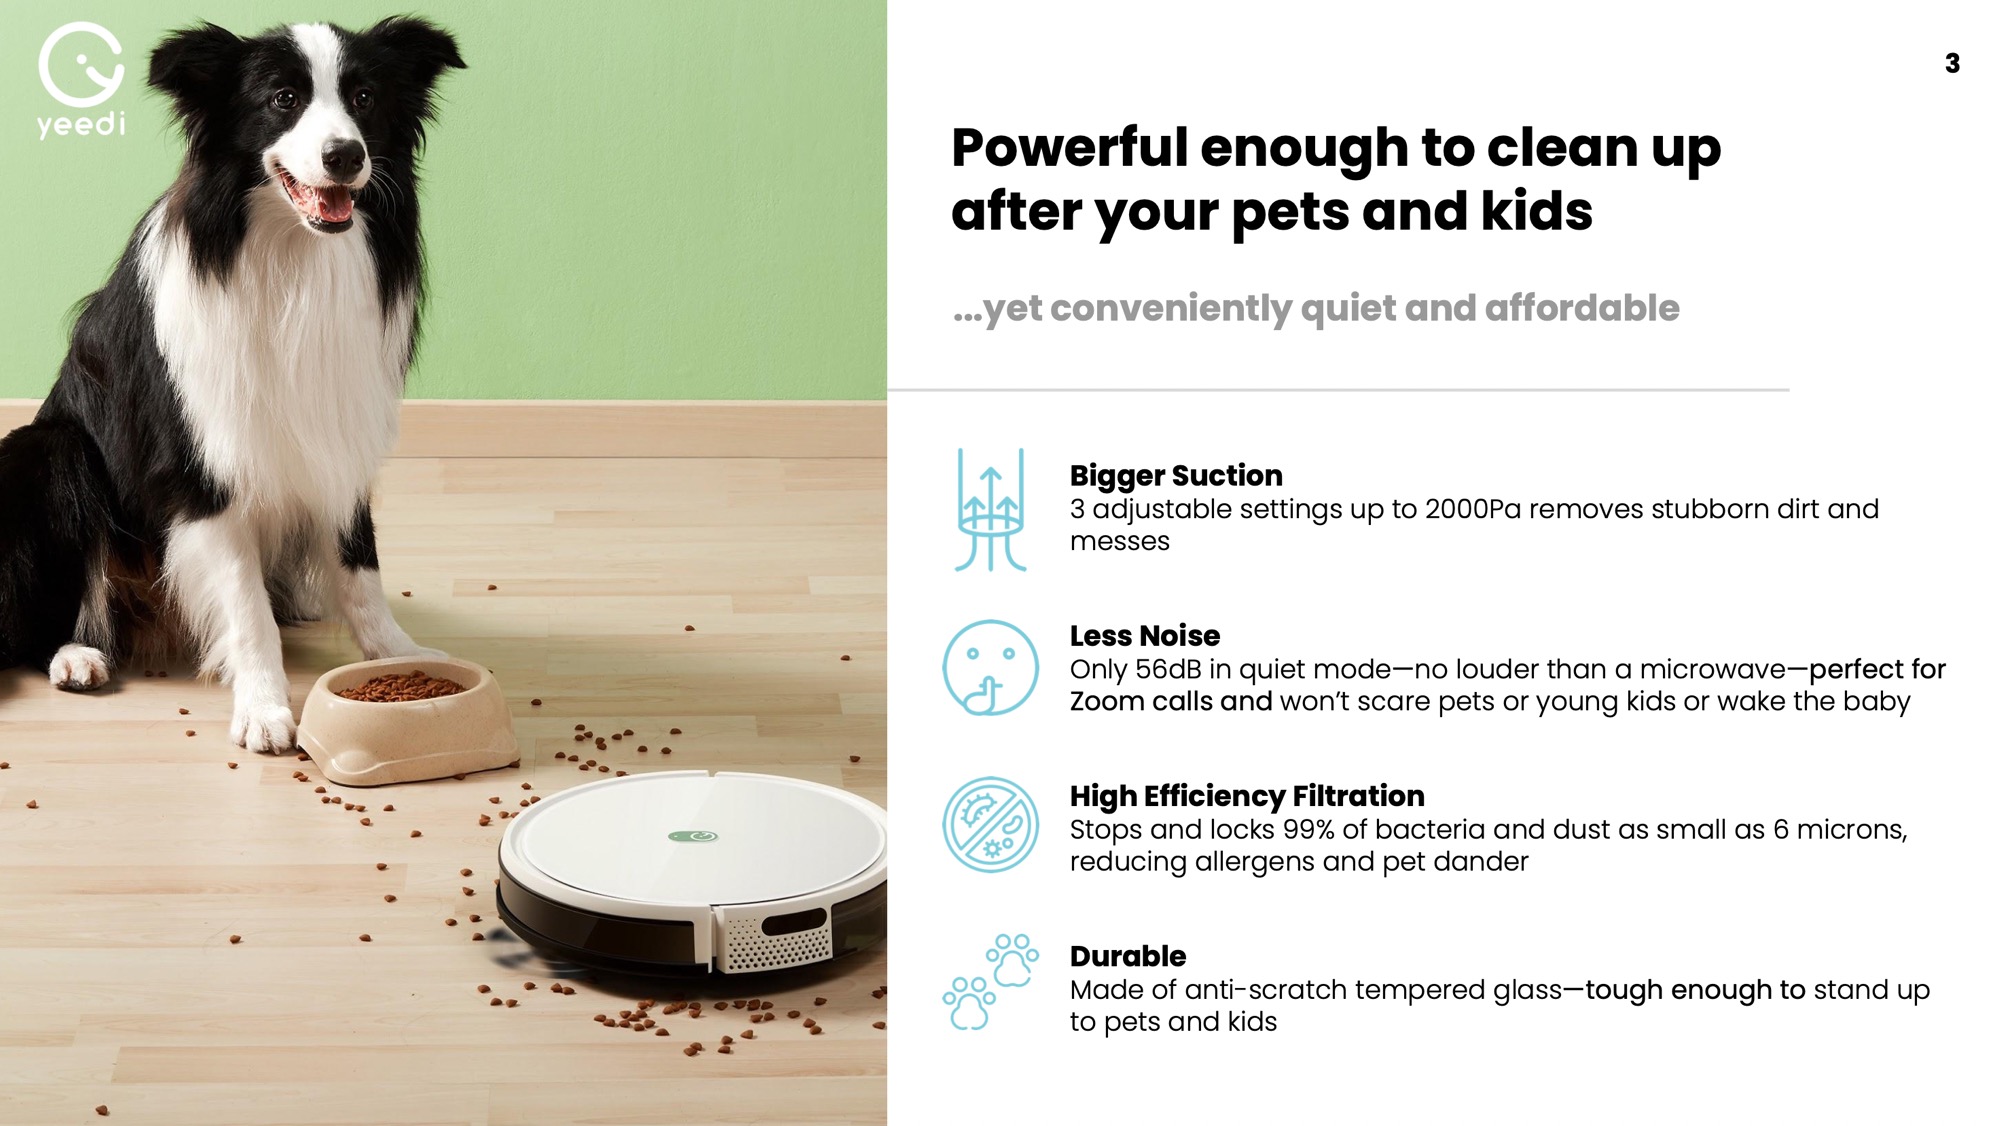 yeedi
3
Powerful enough to clean up
after your pets and kids
...yet conveniently quiet and affordable
Bigger Suction
3 adjustable settings up to 2000Pa removes stubborn dirt and
messes
Less Noise
Only 56dB in quiet mode—no louder than a microwave—perfect for
Zoom calls and won’t scare pets or young kids or wake the baby
High Efficiency Filtration
Stops and locks 99% of bacteria and dust as small as 6 microns,
reducing allergens and pet dander
Durable
Made of anti-scratch tempered glass—tough enough to stand up
to pets and kids